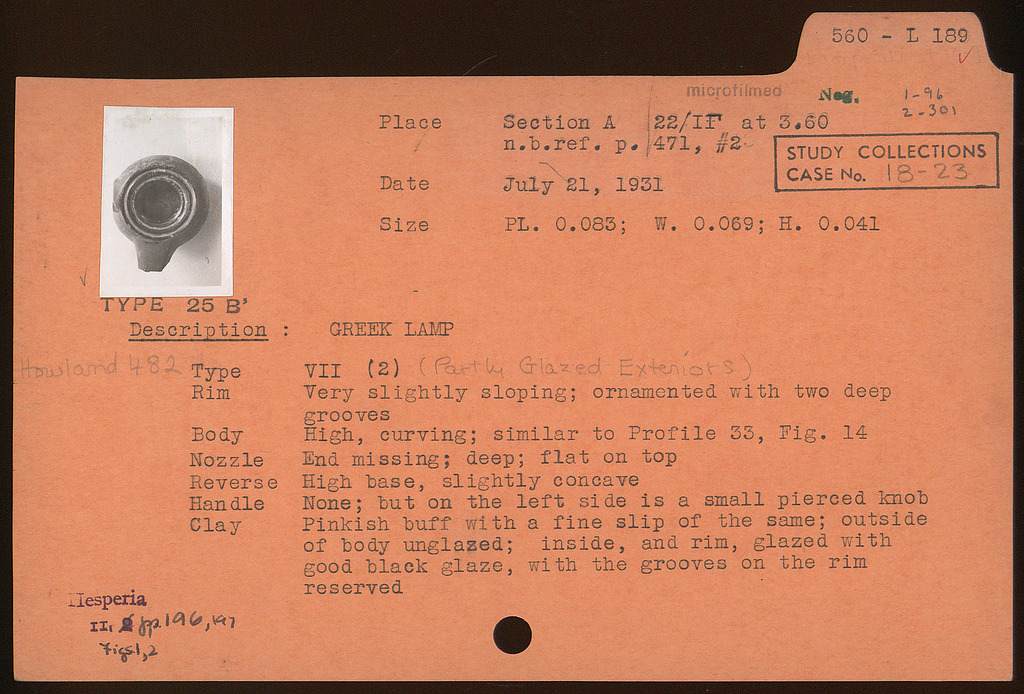 560 - L 189
microfilmed Neg. 1-96
2-301
Place Section A 22/IΓ at 3.60
n.b.ref. p. 471, #2
STUDY COLLECTIONS
CASE No. 18-23
Date July 21, 1931
Size PL. 0.083; W. 0.069; H. 0.041
TYPE 25 B'
Description : GREEK LAMP
Howland 482
Type VII (2) (Partly Glazed Exteriors)
Rim Very slightly sloping; ornamented with two deep
grooves
Body High, curving; similar to Profile 33, Fig. 14
Nozzle End missing; deep; flat on top
Reverse High base, slightly concave
Handle None; but on the left side is a small pierced knob
Clay Pinkish buff with a fine slip of the same; outside
of body unglazed; inside, and rim, glazed with
good black glaze, with the grooves on the rim
reserved
Hesperia
II, pp. 196, 197
Figs 1, 2